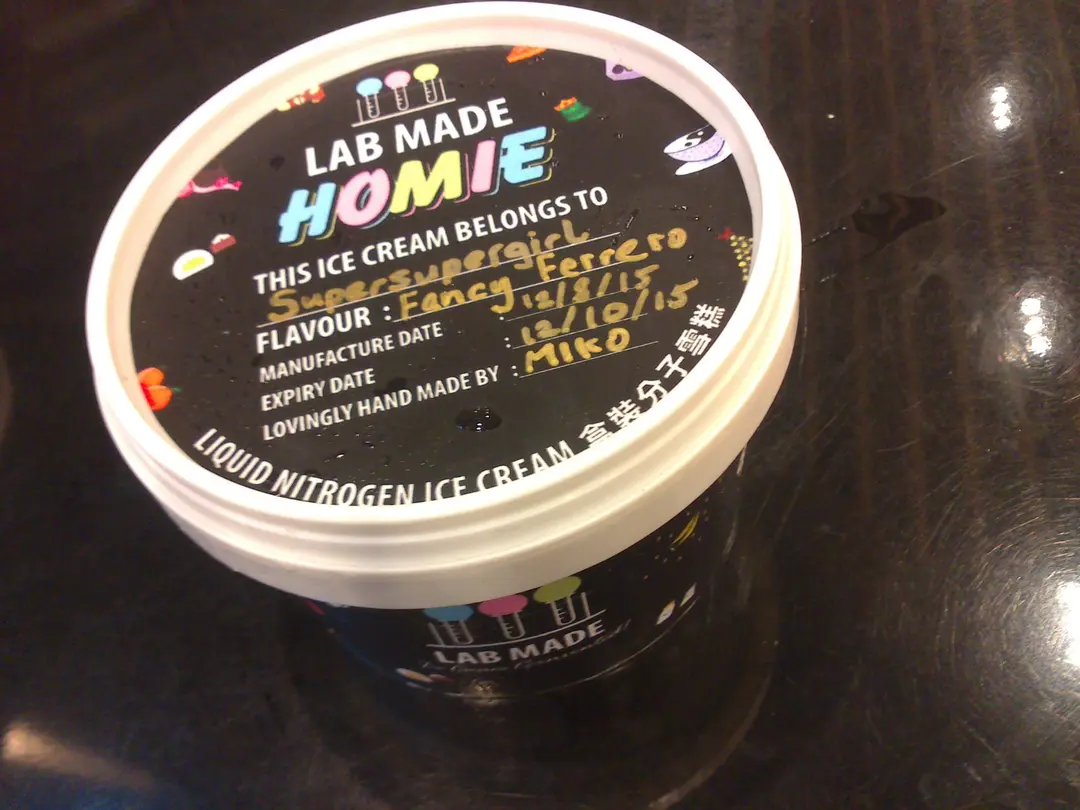 LAB MADE
HOMIE
THIS ICE CREAM BELONGS TO
Supersupergirl
FLAVOUR : Fancy Ferrero
MANUFACTURE DATE : 12/8/15
EXPIRY DATE : 12/10/15
LOVINGLY HAND MADE BY : MIKO
LIQUID NITROGEN ICE CREAM 盒裝分子雪糕
LAB MADE